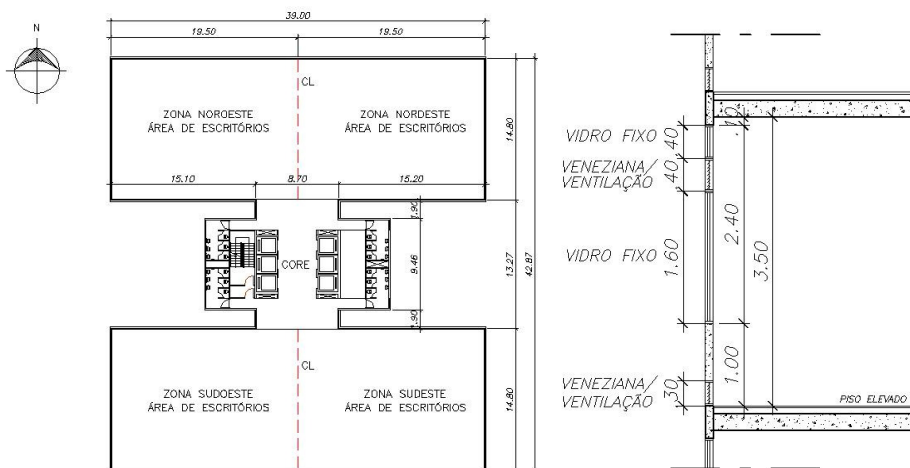 N
39.00
19.50
19.50
CL
ZONA NOROESTE
ÁREA DE ESCRITÓRIOS
ZONA NORDESTE
ÁREA DE ESCRITÓRIOS
14.80
15.10
8.70
15.20
1.90
CORE
9.46
13.27
42.87
1.90
CL
ZONA SUDOESTE
ÁREA DE ESCRITÓRIOS
ZONA SUDESTE
ÁREA DE ESCRITÓRIOS
14.80
.10
VIDRO FIXO
40
VENEZIANA/
VENTILAÇÃO
40
2.40
3.50
VIDRO FIXO
1.60
1.00
VENEZIANA/
VENTILAÇÃO
30
PISO ELEVADO